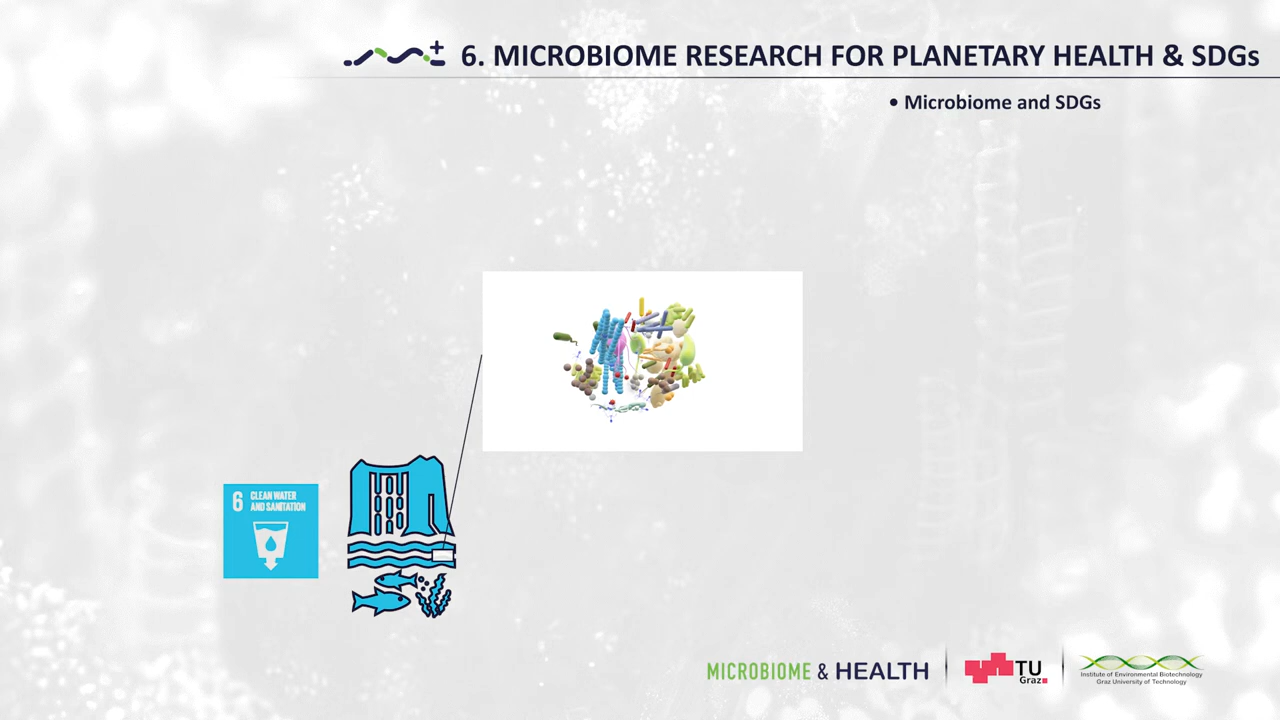 6. MICROBIOME RESEARCH FOR PLANETARY HEALTH & SDGs
• Microbiome and SDGs
6 CLEAN WATER
AND SANITATION
MICROBIOME & HEALTH
TU
Graz
Institute of Environmental Biotechnology
Graz University of Technology